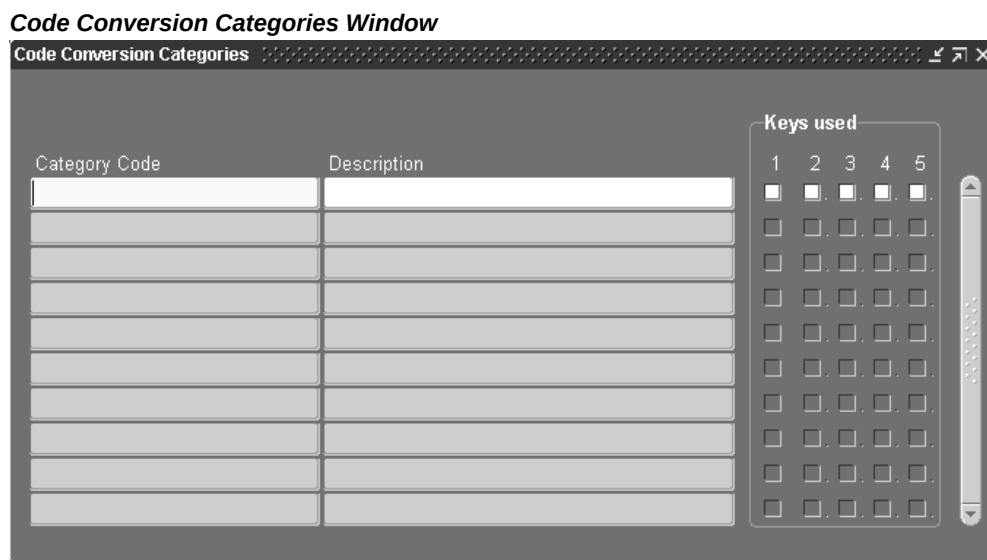 Code Conversion Categories Window
Code Conversion Categories
Keys used
Category Code Description 1 2 3 4 5